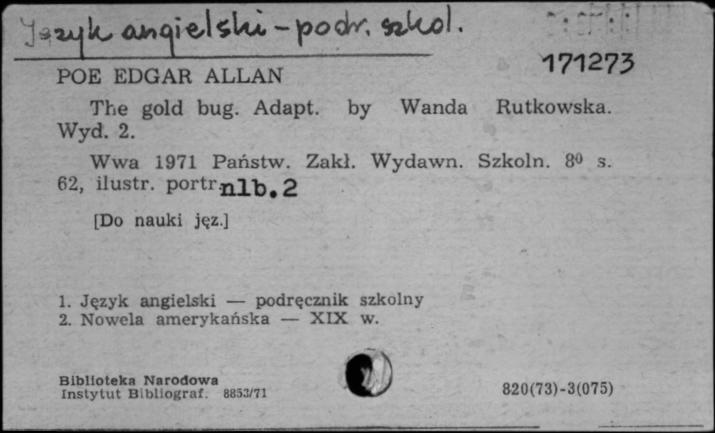 Język angielski - podr. szkol.
171273
POE EDGAR ALLAN
The gold bug. Adapt. by Wanda Rutkowska.
Wyd. 2.
Wwa 1971 Państw. Zakł. Wydawn. Szkoln. 8⁰ s.
62, ilustr. portr. nlb. 2
[Do nauki jęz.]
1. Język angielski — podręcznik szkolny
2. Nowela amerykańska — XIX w.
Biblioteka Narodowa
Instytut Bibliograf. 8853/71
820(73)-3(075)